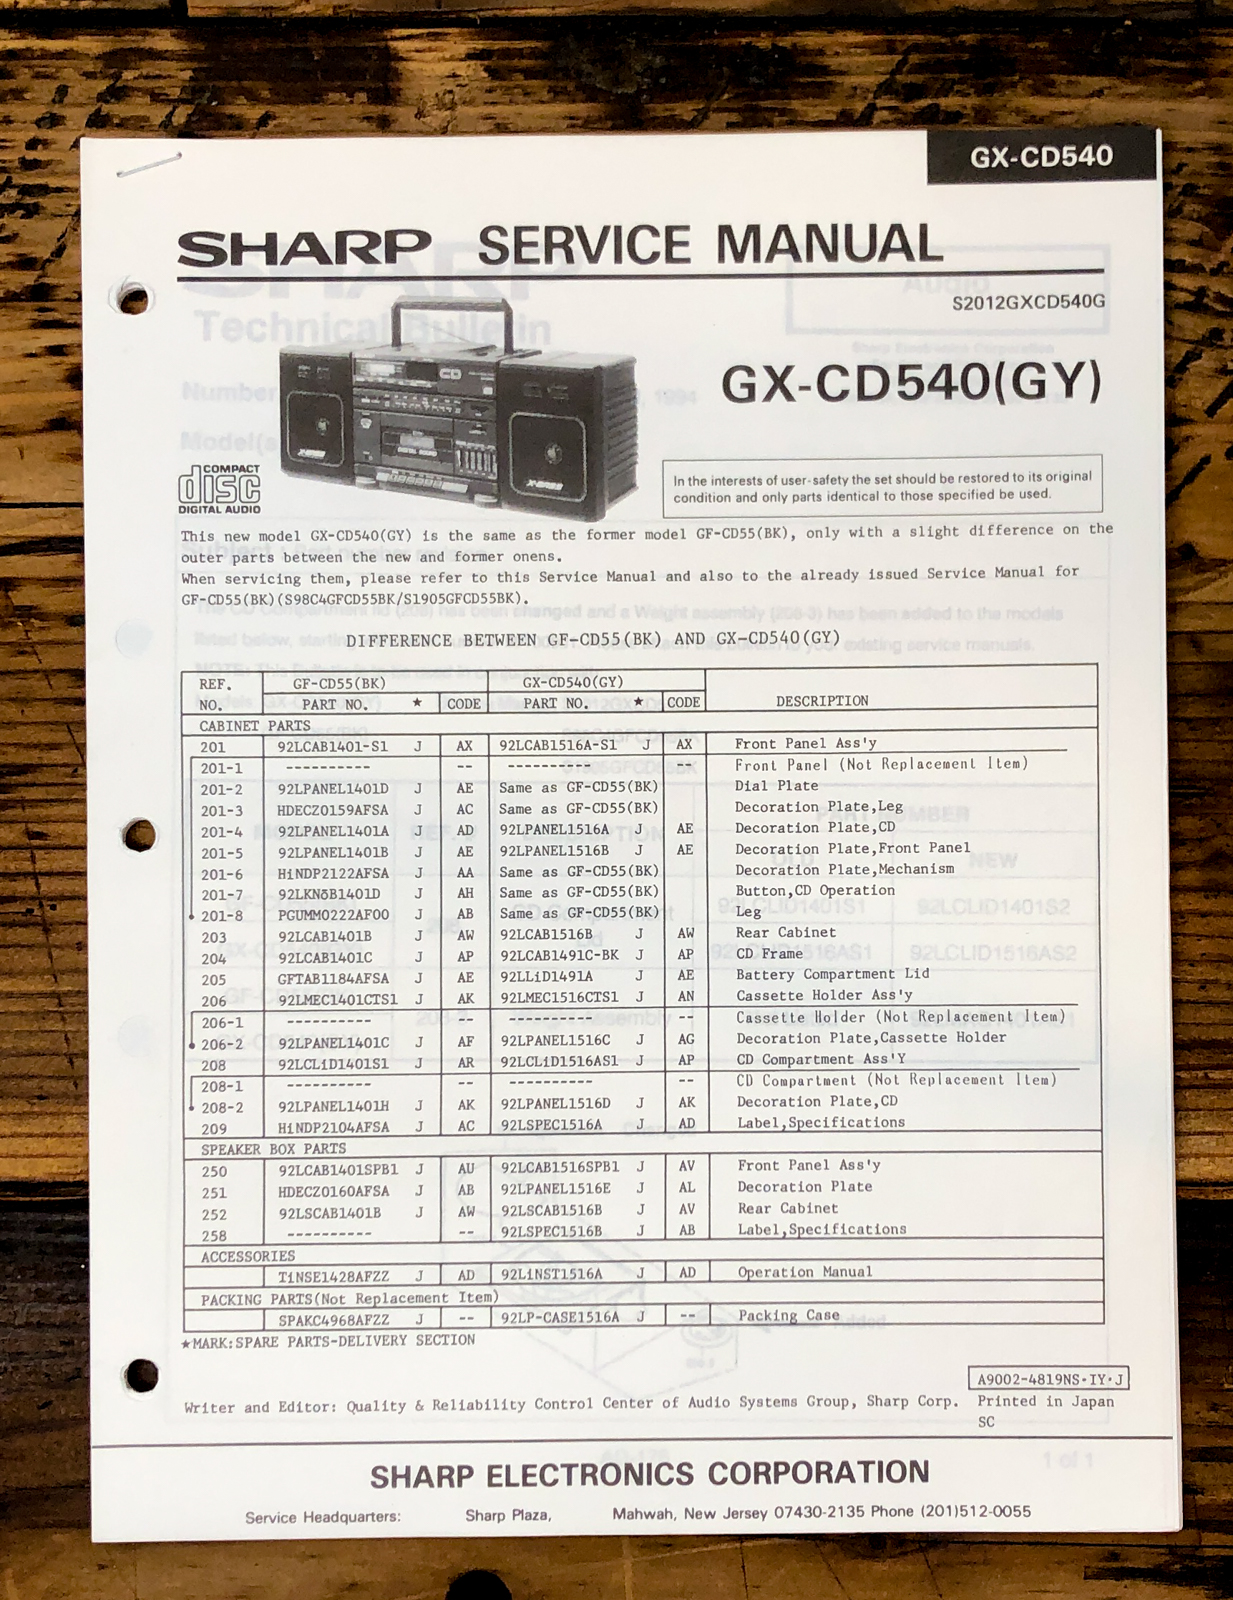 GX-CD540
SHARP SERVICE MANUAL
S2012GXCD540G
GX-CD540(GY)
CD
X-BASS
X-BASS
COMPACT
disc
DIGITAL AUDIO
In the interests of user-safety the set should be restored to its original
condition and only parts identical to those specified be used.
This new model GX-CD540(GY) is the same as the former model GF-CD55(BK), only with a slight difference on the
outer parts between the new and former onens.
When servicing them, please refer to this Service Manual and also to the already issued Service Manual for
GF-CD55(BK)(S98C4GFCD55BK/S1905GFCD55BK).
DIFFERENCE BETWEEN GF-CD55(BK) AND GX-CD540(GY)
REF. GF-CD55(BK) GX-CD540(GY)
NO. PART NO. ★ CODE PART NO. ★ CODE DESCRIPTION
CABINET PARTS
201 92LCAB1401-S1 J AX 92LCAB1516A-S1 J AX Front Panel Ass'y
201-1 ---------- -- ---------- -- Front Panel (Not Replacement Item)
201-2 92LPANEL1401D J AE Same as GF-CD55(BK) Dial Plate
201-3 HDECZ0159AFSA J AC Same as GF-CD55(BK) Decoration Plate,Leg
201-4 92LPANEL1401A J AD 92LPANEL1516A J AE Decoration Plate,CD
201-5 92LPANEL1401B J AE 92LPANEL1516B J AE Decoration Plate,Front Panel
201-6 HiNDP2122AFSA J AA Same as GF-CD55(BK) Decoration Plate,Mechanism
201-7 92LKNõB1401D J AH Same as GF-CD55(BK) Button,CD Operation
201-8 PGUMM0222AF00 J AB Same as GF-CD55(BK) Leg
203 92LCAB1401B J AW 92LCAB1516B J AW Rear Cabinet
204 92LCAB1401C J AP 92LCAB1491C-BK J AP CD Frame
205 GFTAB1184AFSA J AE 92LLiD1491A J AE Battery Compartment Lid
206 92LMEC1401CTS1 J AK 92LMEC1516CTS1 J AN Cassette Holder Ass'y
206-1 ---------- -- ---------- -- Cassette Holder (Not Replacement Item)
206-2 92LPANEL1401C J AF 92LPANEL1516C J AG Decoration Plate,Cassette Holder
208 92LCLiD1401S1 J AR 92LCLiD1516AS1 J AP CD Compartment Ass'Y
208-1 ---------- -- ---------- -- CD Compartment (Not Replacement Item)
208-2 92LPANEL1401H J AK 92LPANEL1516D J AK Decoration Plate,CD
209 HiNDP2104AFSA J AC 92LSPEC1516A J AD Label,Specifications
SPEAKER BOX PARTS
250 92LCAB1401SPB1 J AU 92LCAB1516SPB1 J AV Front Panel Ass'y
251 HDECZ0160AFSA J AB 92LPANEL1516E J AL Decoration Plate
252 92LSCAB1401B J AW 92LSCAB1516B J AV Rear Cabinet
258 ---------- -- 92LSPEC1516B J AB Label,Specifications
ACCESSORIES
TiNSE1428AFZZ J AD 92LiNST1516A J AD Operation Manual
PACKING PARTS(Not Replacement Item)
SPAKC4968AFZZ J -- 92LP-CASE1516A J -- Packing Case
★MARK:SPARE PARTS-DELIVERY SECTION
A9002-4819NS·IY·J
Writer and Editor: Quality & Reliability Control Center of Audio Systems Group, Sharp Corp. Printed in Japan
SC
SHARP ELECTRONICS CORPORATION
Service Headquarters: Sharp Plaza, Mahwah, New Jersey 07430-2135 Phone (201)512-0055